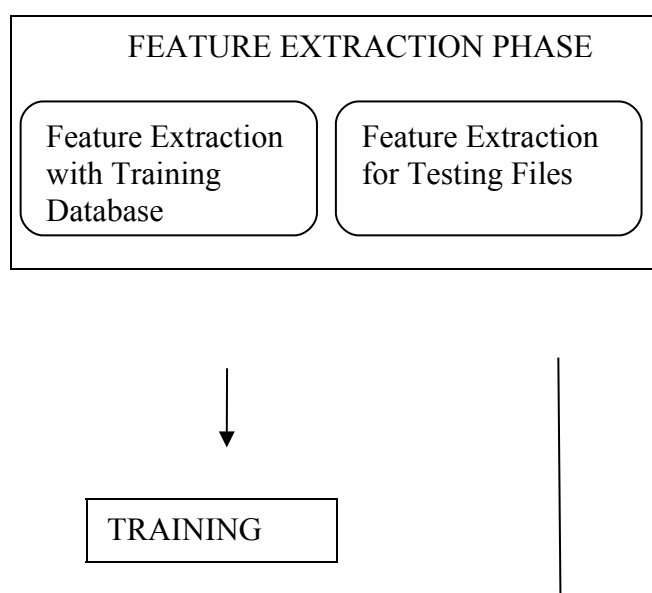 FEATURE EXTRACTION PHASE
Feature Extraction
with Training
Database
Feature Extraction
for Testing Files
TRAINING